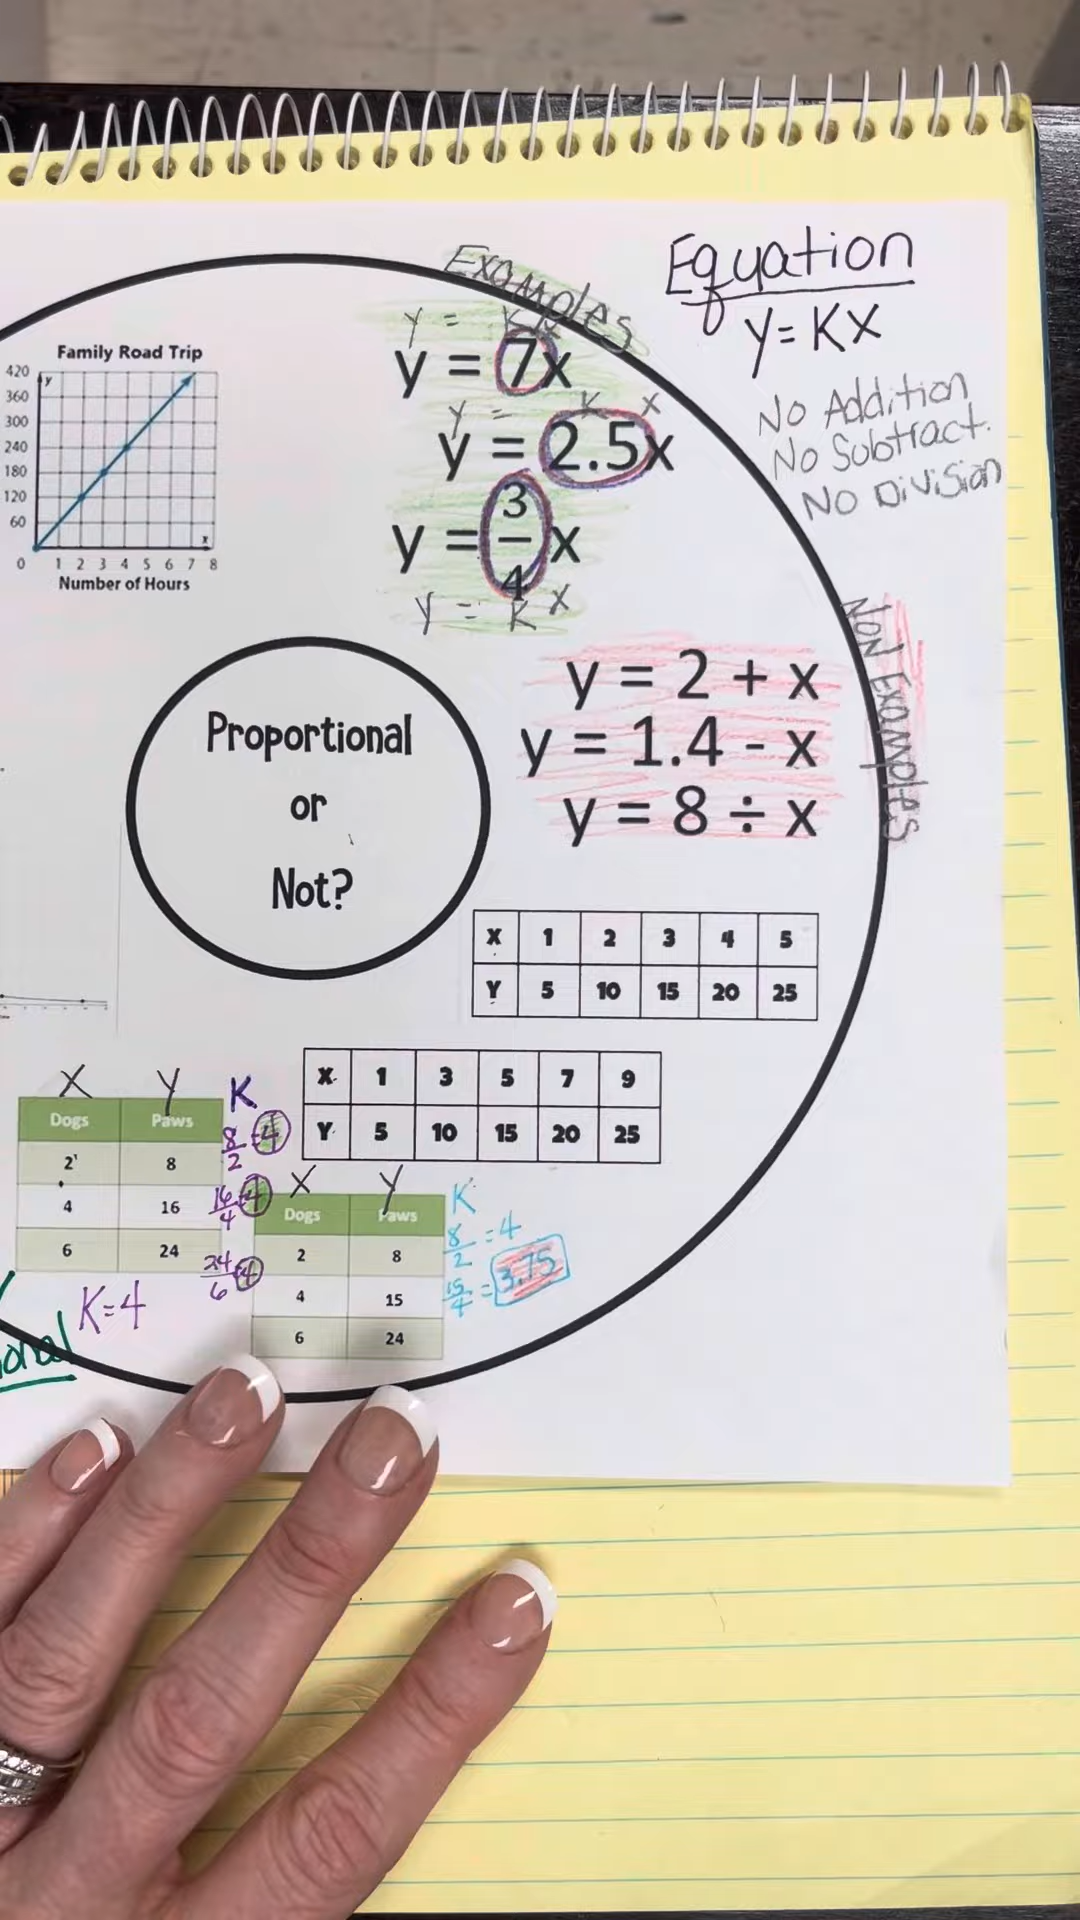 Equation
y = Kx
No Addition
No Subtract.
No Division
Examples
y = Kx
y = 7x
y = K x
y = 2.5x
y = 3/4 x
y = K x
Family Road Trip
420
y
360
300
240
180
120
60
x
0 1 2 3 4 5 6 7 8
Number of Hours
Non Examples
y = 2 + x
y = 1.4 - x
y = 8 ÷ x
Proportional
or
Not?
X 1 2 3 4 5
Y 5 10 15 20 25
X 1 3 5 7 9
Y 5 10 15 20 25
X Y K
Dogs Paws
2 8 8/2 = 4
4 16 16/4 = 4
6 24 24/6 = 4
K=4
X Y K
Dogs Paws
2 8 8/2 = 4
4 15 15/4 = 3.75
6 24